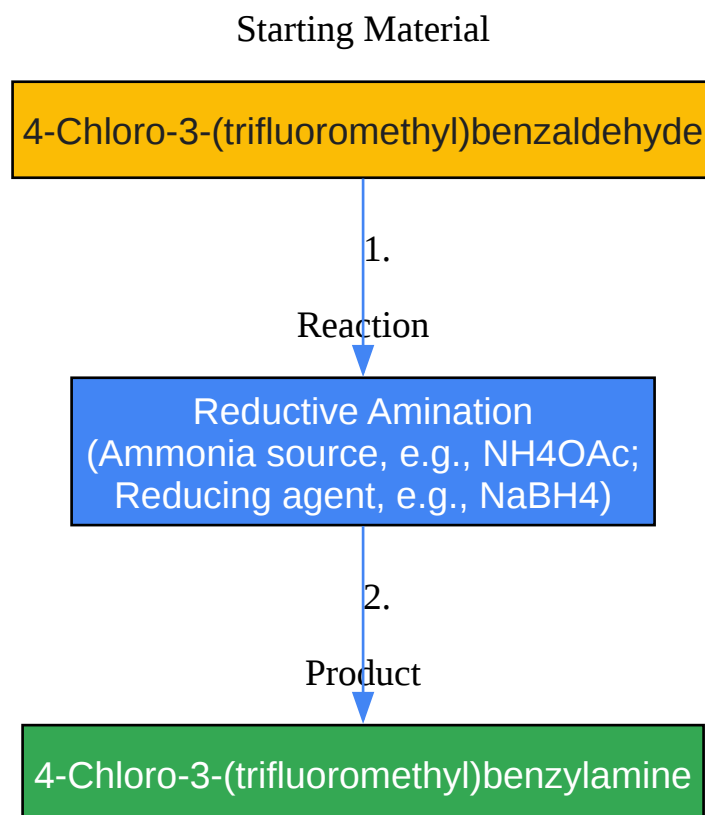 Starting Material
4-Chloro-3-(trifluoromethyl)benzaldehyde
1.
Reaction
Reductive Amination
(Ammonia source, e.g., NH4OAc;
Reducing agent, e.g., NaBH4)
2.
Product
4-Chloro-3-(trifluoromethyl)benzylamine